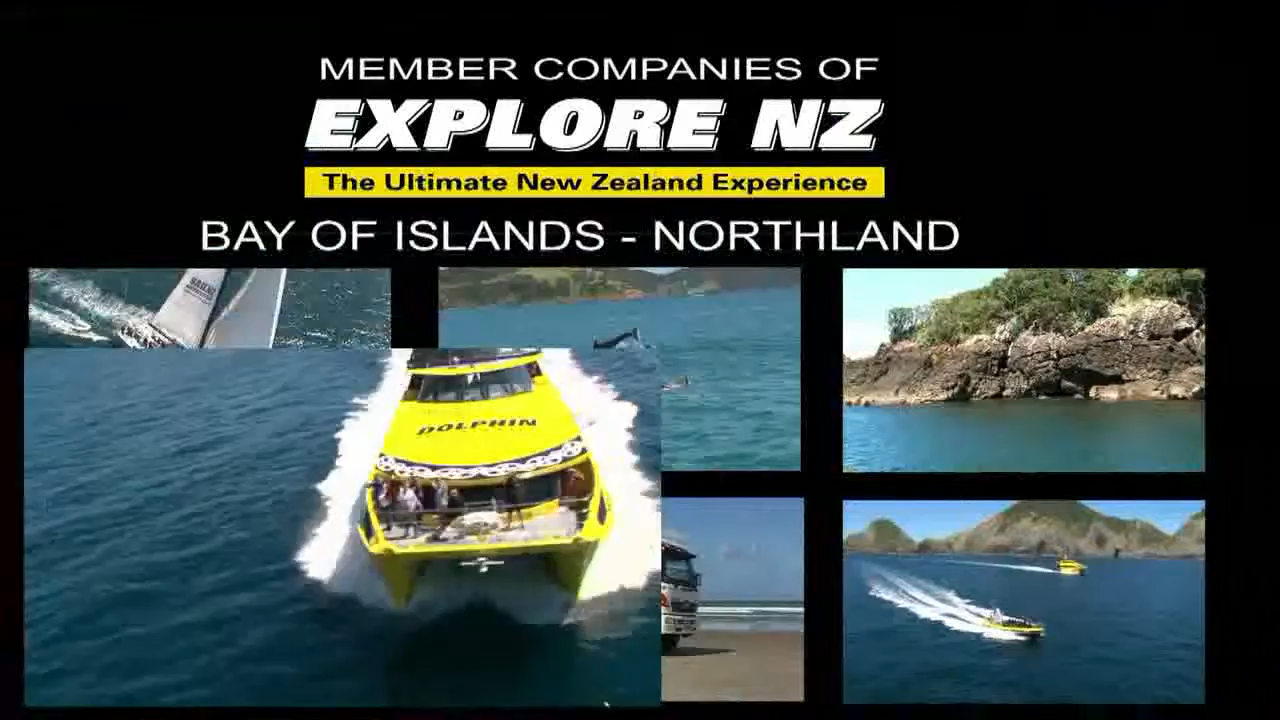 MEMBER COMPANIES OF
EXPLORE NZ
The Ultimate New Zealand Experience
BAY OF ISLANDS - NORTHLAND
DOLPHIN